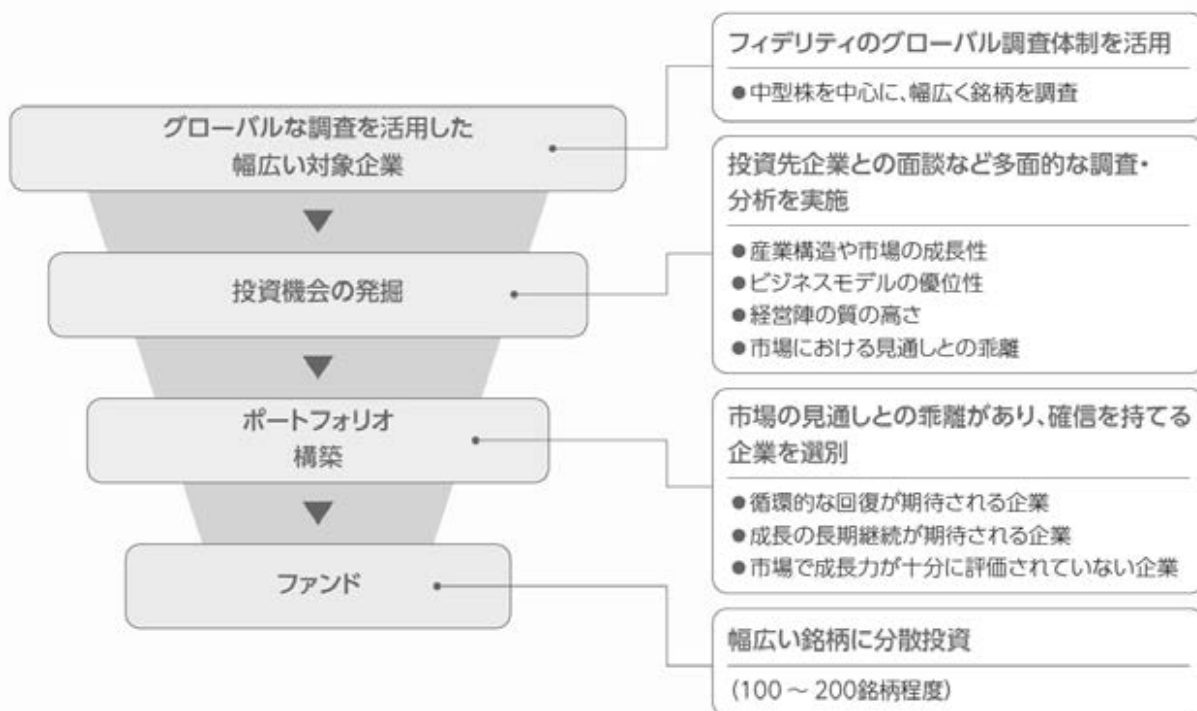 グローバルな調査を活用した
幅広い対象企業
▼
投資機会の発掘
▼
ポートフォリオ
構築
▼
ファンド
フィデリティのグローバル調査体制を活用
●中型株を中心に、幅広く銘柄を調査
投資先企業との面談など多面的な調査・
分析を実施
●産業構造や市場の成長性
●ビジネスモデルの優位性
●経営陣の質の高さ
●市場における見通しとの乖離
市場の見通しとの乖離があり、確信を持てる
企業を選別
●循環的な回復が期待される企業
●成長の長期継続が期待される企業
●市場で成長力が十分に評価されていない企業
幅広い銘柄に分散投資
(100 ～ 200銘柄程度)